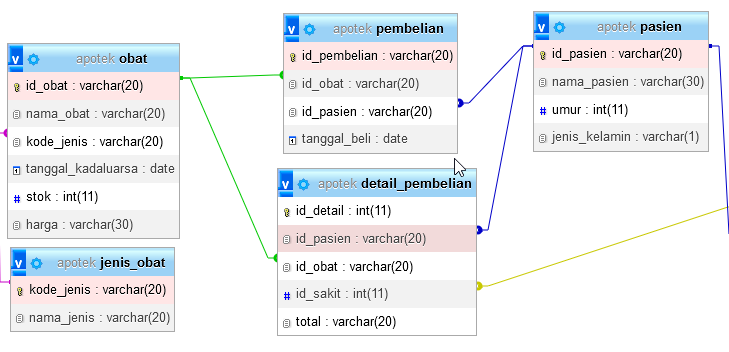 v apotek obat
id_obat : varchar(20)
nama_obat : varchar(20)
kode_jenis : varchar(20)
tanggal_kadaluarsa : date
# stok : int(11)
harga : varchar(30)
v apotek jenis_obat
kode_jenis : varchar(20)
nama_jenis : varchar(20)
v apotek pembelian
id_pembelian : varchar(20)
id_obat : varchar(20)
id_pasien : varchar(20)
tanggal_beli : date
v apotek detail_pembelian
id_detail : int(11)
id_pasien : varchar(20)
id_obat : varchar(20)
# id_sakit : int(11)
total : varchar(20)
v apotek pasien
id_pasien : varchar(20)
nama_pasien : varchar(30)
# umur : int(11)
jenis_kelamin : varchar(1)